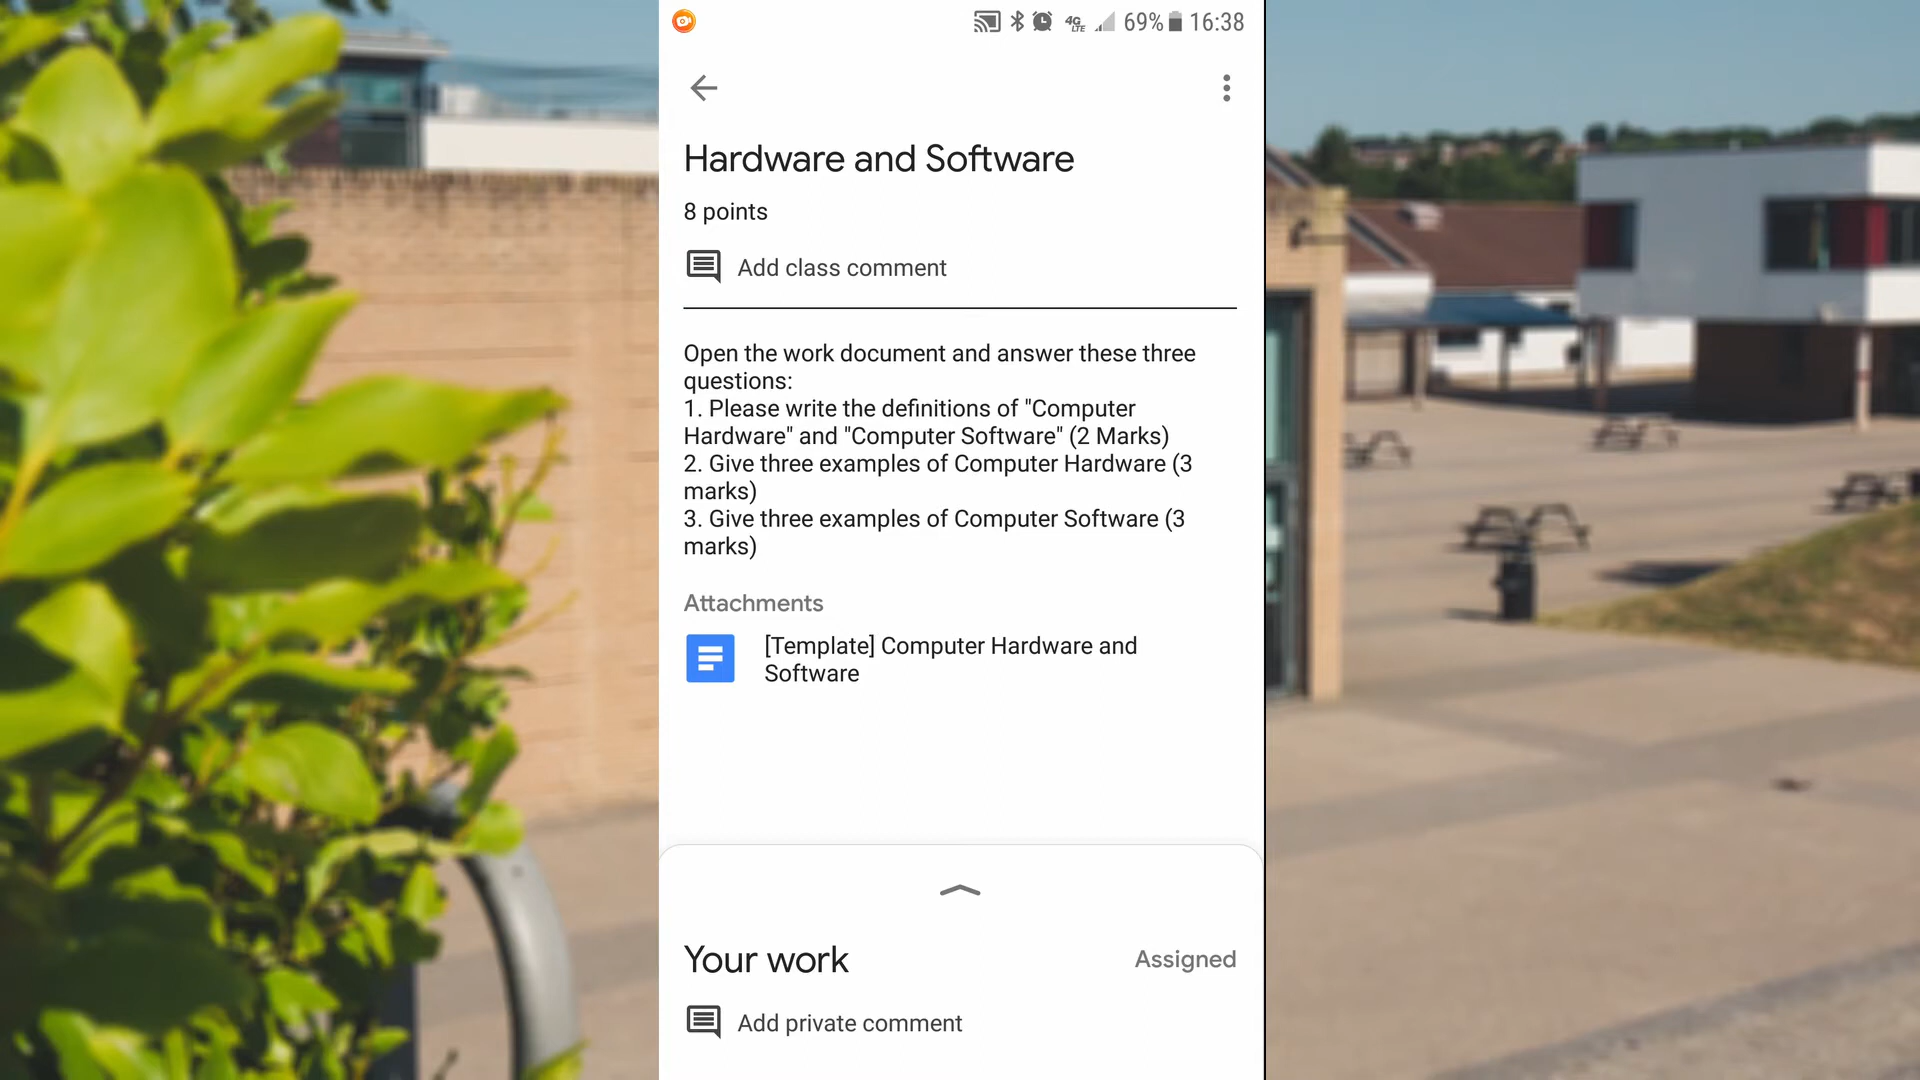 4G LTE 69% 16:38
Hardware and Software
8 points
Add class comment
Open the work document and answer these three
questions:
1. Please write the definitions of "Computer
Hardware" and "Computer Software" (2 Marks)
2. Give three examples of Computer Hardware (3
marks)
3. Give three examples of Computer Software (3
marks)
Attachments
[Template] Computer Hardware and
Software
Your work
Assigned
Add private comment